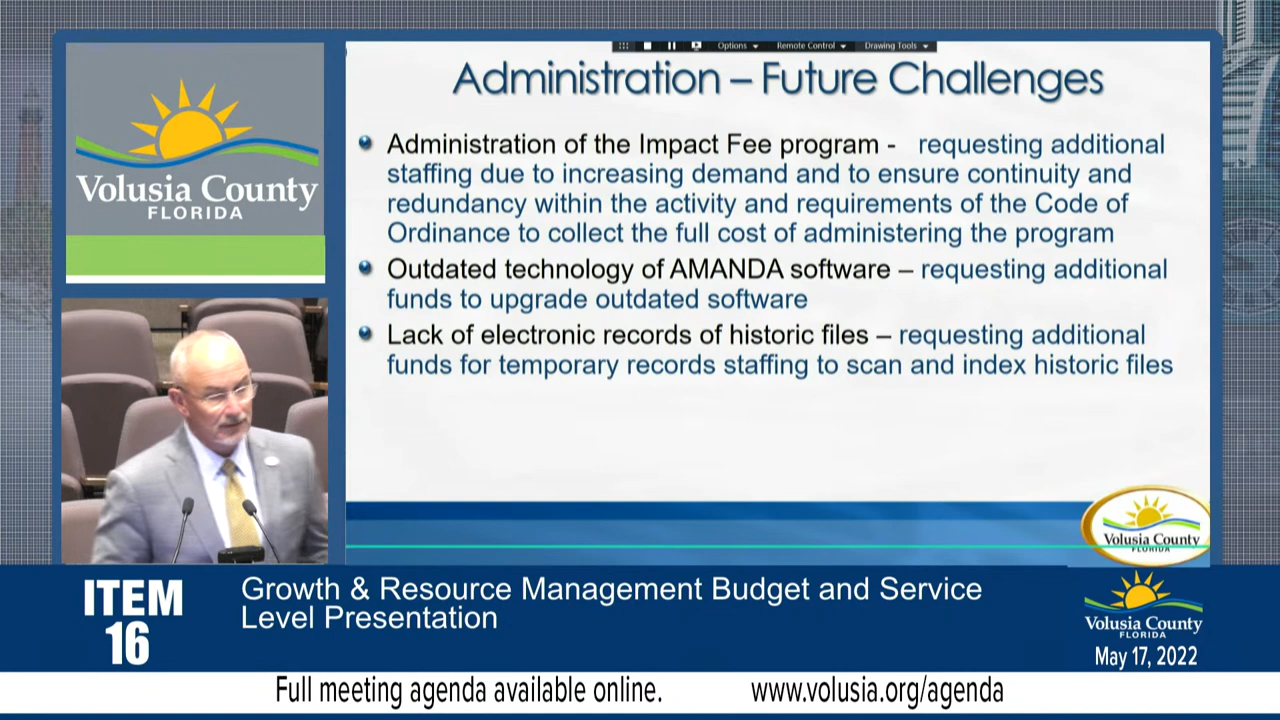 Options
Remote Control
Drawing Tools
Administration – Future Challenges
Administration of the Impact Fee program - requesting additional
staffing due to increasing demand and to ensure continuity and
redundancy within the activity and requirements of the Code of
Ordinance to collect the full cost of administering the program
Outdated technology of AMANDA software – requesting additional
funds to upgrade outdated software
Lack of electronic records of historic files – requesting additional
funds for temporary records staffing to scan and index historic files
Volusia County
FLORIDA
Volusia County
FLORIDA
ITEM
16
Growth & Resource Management Budget and Service
Level Presentation
Volusia County
FLORIDA
May 17, 2022
Full meeting agenda available online.
www.volusia.org/agenda